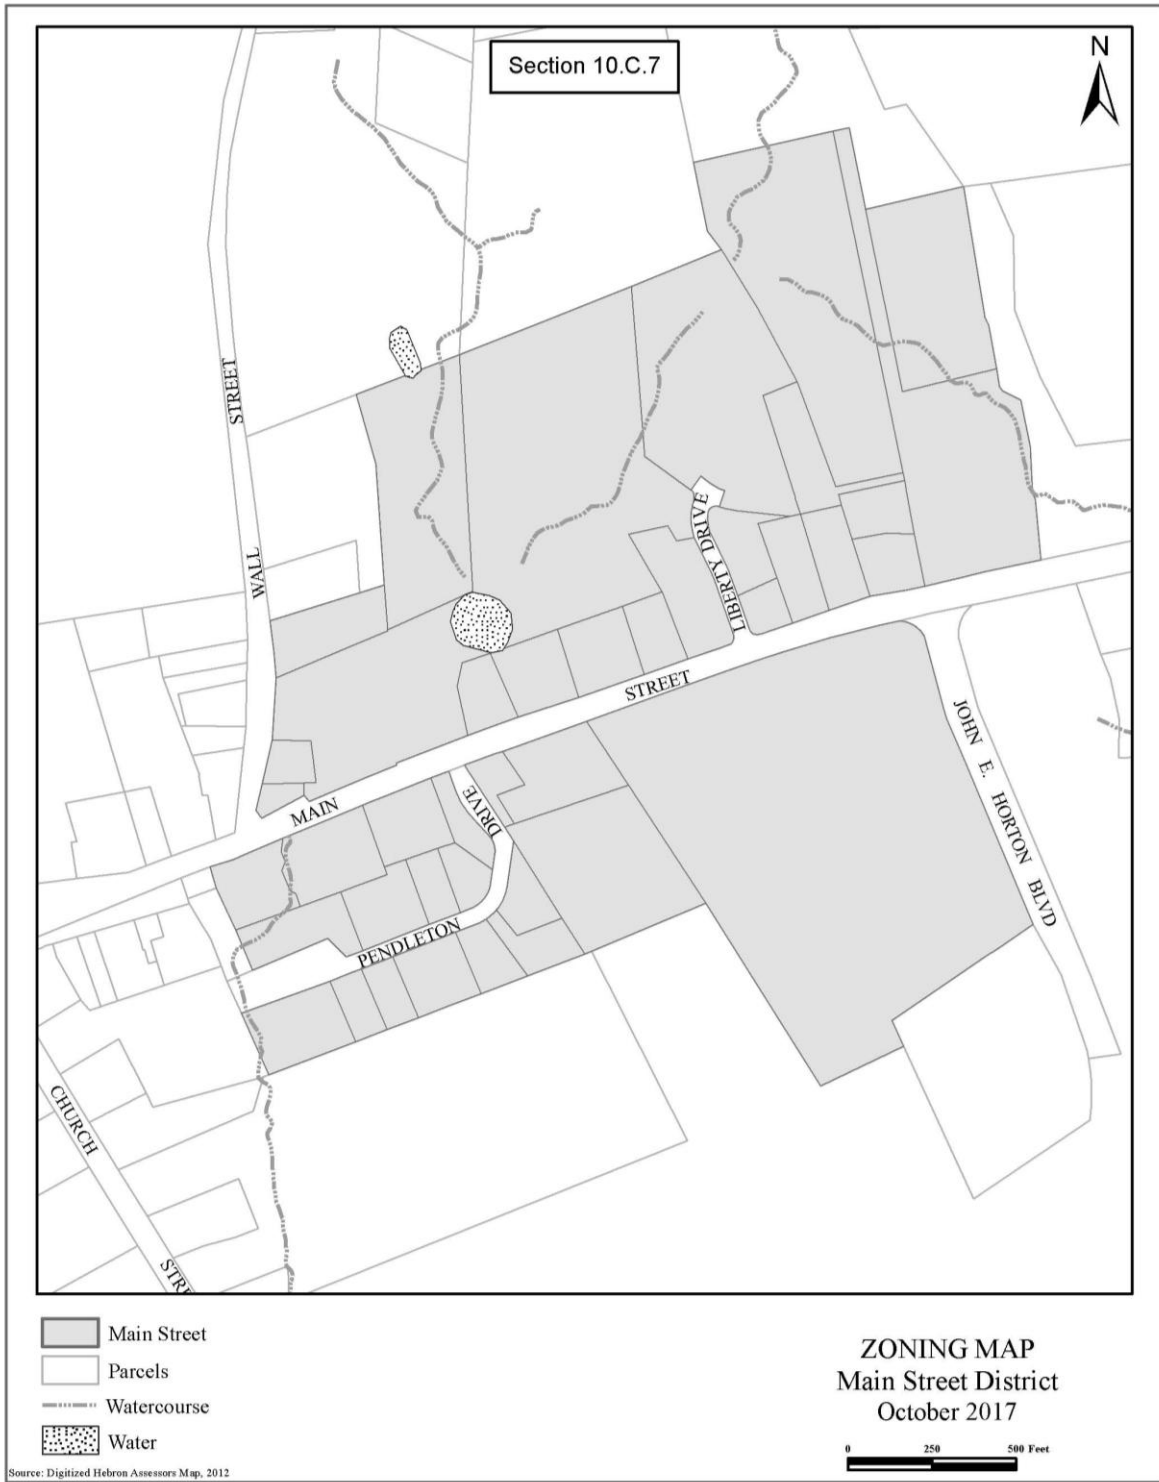 Section 10.C.7
N
WALL STREET
MAIN STREET
LIBERTY DRIVE
JOHN E. HORTON BLVD
PENDLETON DRIVE
CHURCH
STRE
Main Street
Parcels
Watercourse
Water
ZONING MAP
Main Street District
October 2017
0 250 500 Feet
Source: Digitized Hebron Assessors Map, 2012